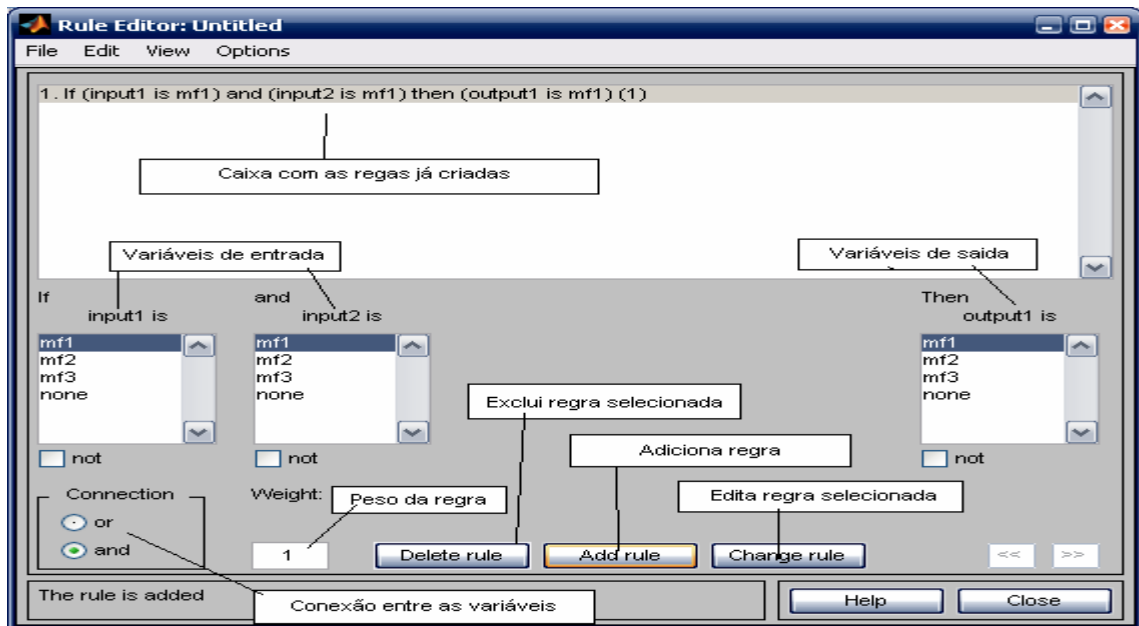 Rule Editor: Untitled
File Edit View Options
1. If (input1 is mf1) and (input2 is mf1) then (output1 is mf1) (1)
Caixa com as regas já criadas
Variáveis de entrada
Variáveis de saida
If
and
Then
input1 is
input2 is
output1 is
mf1
mf2
mf3
none
mf1
mf2
mf3
none
mf1
mf2
mf3
none
Exclui regra selecionada
Adiciona regra
not
not
not
Edita regra selecionada
Connection
or
and
Weight:
Peso da regra
1
Delete rule
Add rule
Change rule
<<
>>
The rule is added
Conexão entre as variáveis
Help
Close